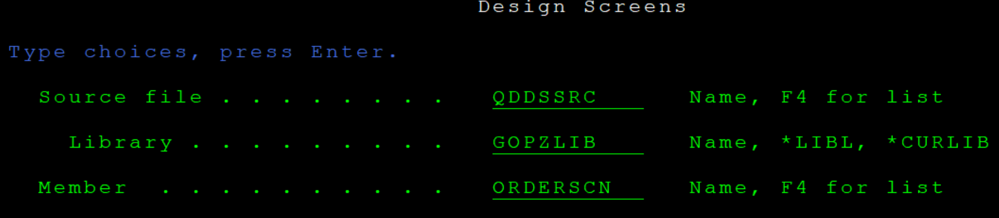 Design Screens
Type choices, press Enter.
Source file . . . . . . . . QDDSSRC Name, F4 for list
Library . . . . . . . . . GOPZLIB Name, *LIBL, *CURLIB
Member . . . . . . . . . . ORDERSCN Name, F4 for list